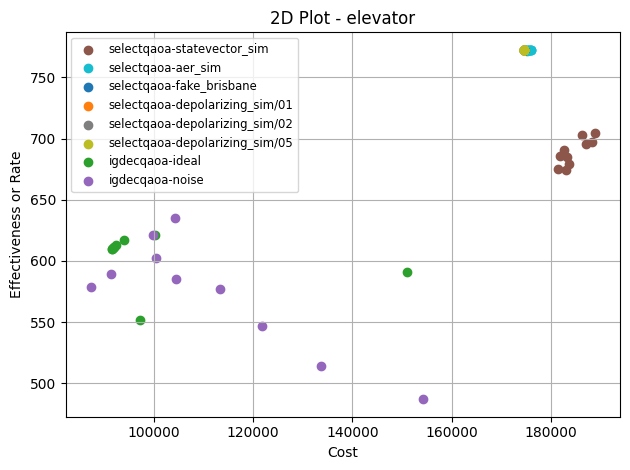 2D Plot - elevator
selectqaoa-statevector_sim
selectqaoa-aer_sim
selectqaoa-fake_brisbane
selectqaoa-depolarizing_sim/01
selectqaoa-depolarizing_sim/02
selectqaoa-depolarizing_sim/05
igdecqaoa-ideal
igdecqaoa-noise
Effectiveness or Rate
750
700
650
600
550
500
100000 120000 140000 160000 180000
Cost